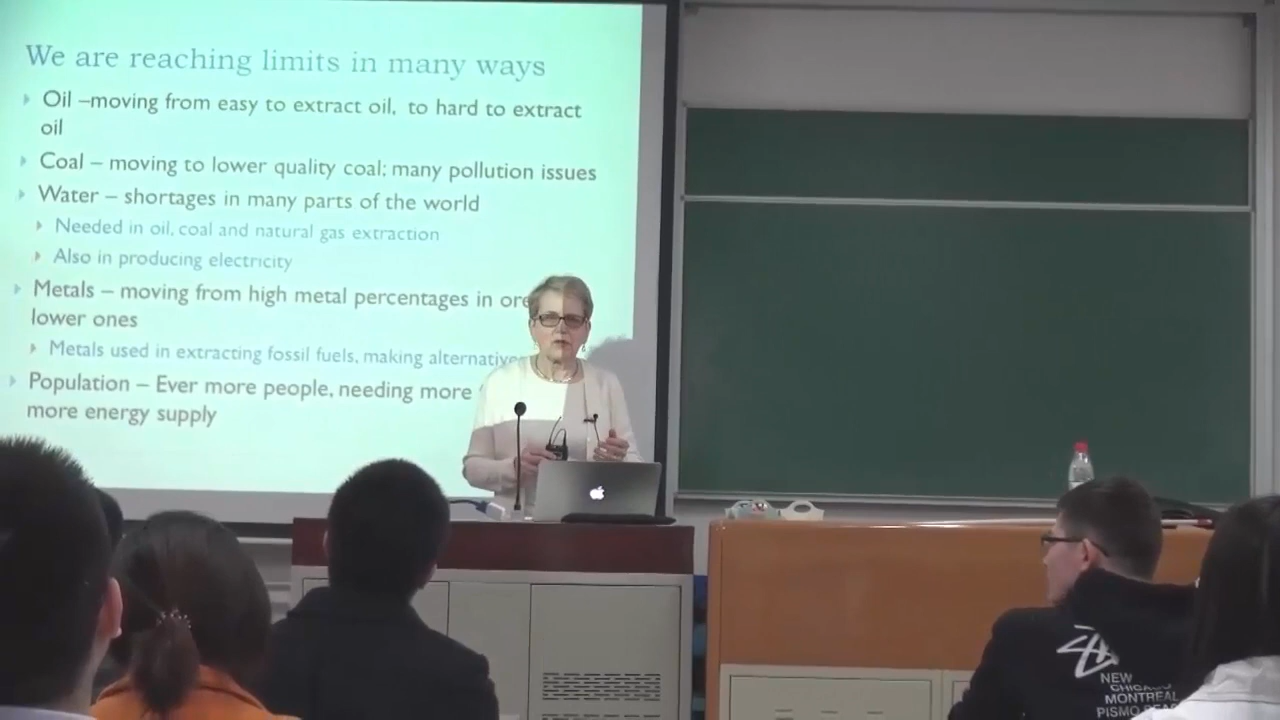 We are reaching limits in many ways
Oil –moving from easy to extract oil, to hard to extract
oil
Coal – moving to lower quality coal; many pollution issues
Water – shortages in many parts of the world
Needed in oil, coal and natural gas extraction
Also in producing electricity
Metals – moving from high metal percentages in ore
lower ones
Metals used in extracting fossil fuels, making alternative
Population – Ever more people, needing more
more energy supply
NEW
CHICAGO
MONTREAL
PISMO BEACH